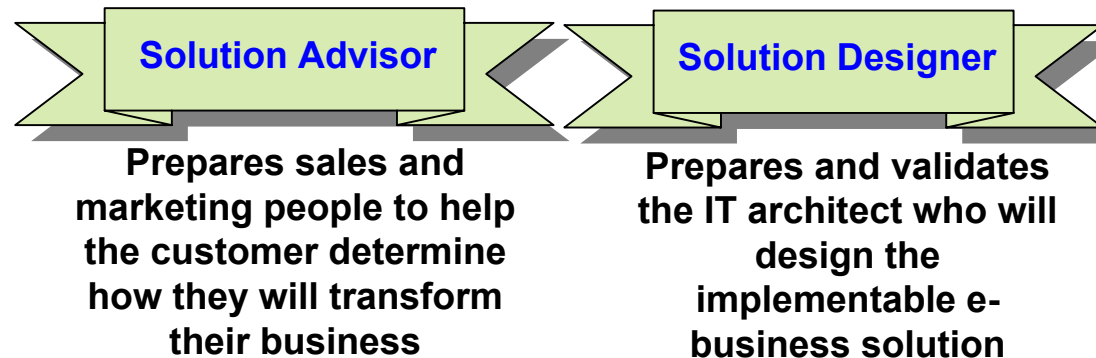 Solution Advisor
Prepares sales and
marketing people to help
the customer determine
how they will transform
their business
Solution Designer
Prepares and validates
the IT architect who will
design the
implementable e-
business solution